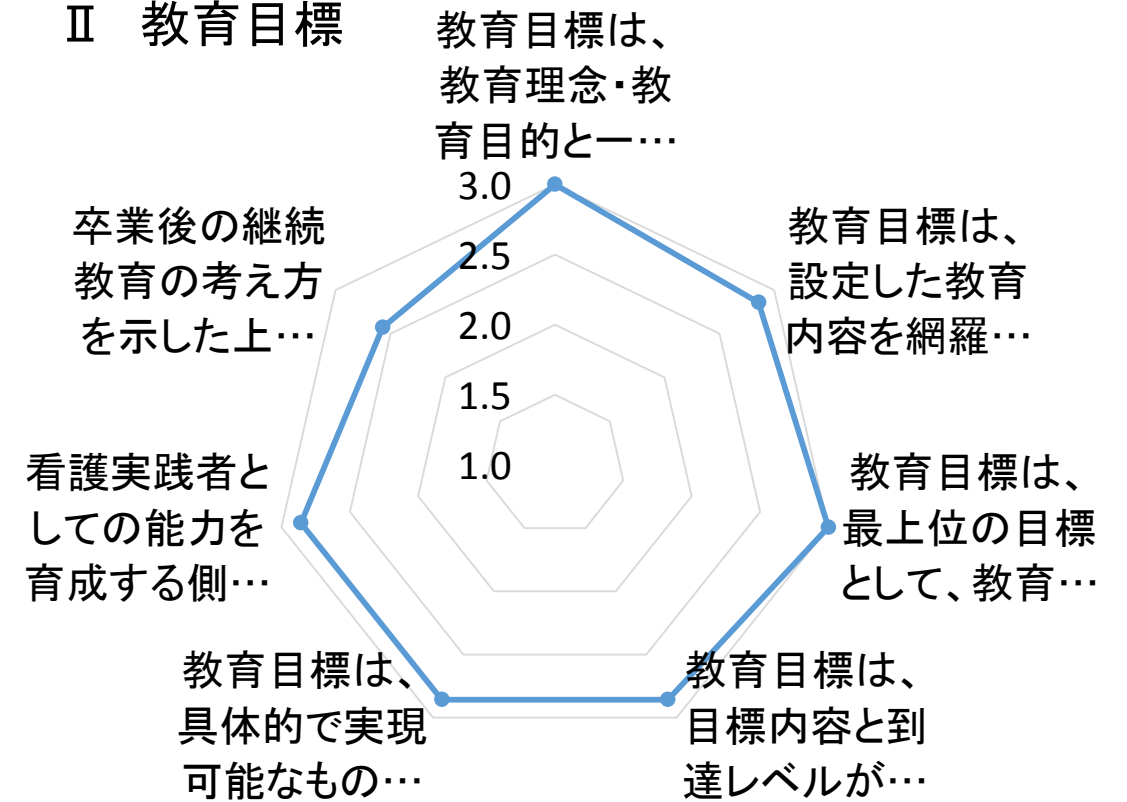 Ⅱ　教育目標
教育目標は、
教育理念・教
育目的と一…
3.0
2.5
2.0
1.5
1.0
教育目標は、
設定した教育
内容を網羅…
教育目標は、
最上位の目標
として、教育…
教育目標は、
目標内容と到
達レベルが…
教育目標は、
具体的で実現
可能なもの…
看護実践者と
しての能力を
育成する側…
卒業後の継続
教育の考え方
を示した上…